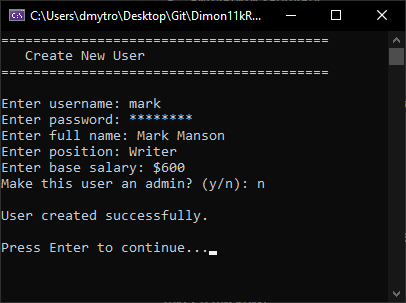 C:\Users\dmytro\Desktop\Git\Dimon11kR...
=========================================
Create New User
=========================================
Enter username: mark
Enter password: ********
Enter full name: Mark Manson
Enter position: Writer
Enter base salary: $600
Make this user an admin? (y/n): n
User created successfully.
Press Enter to continue...